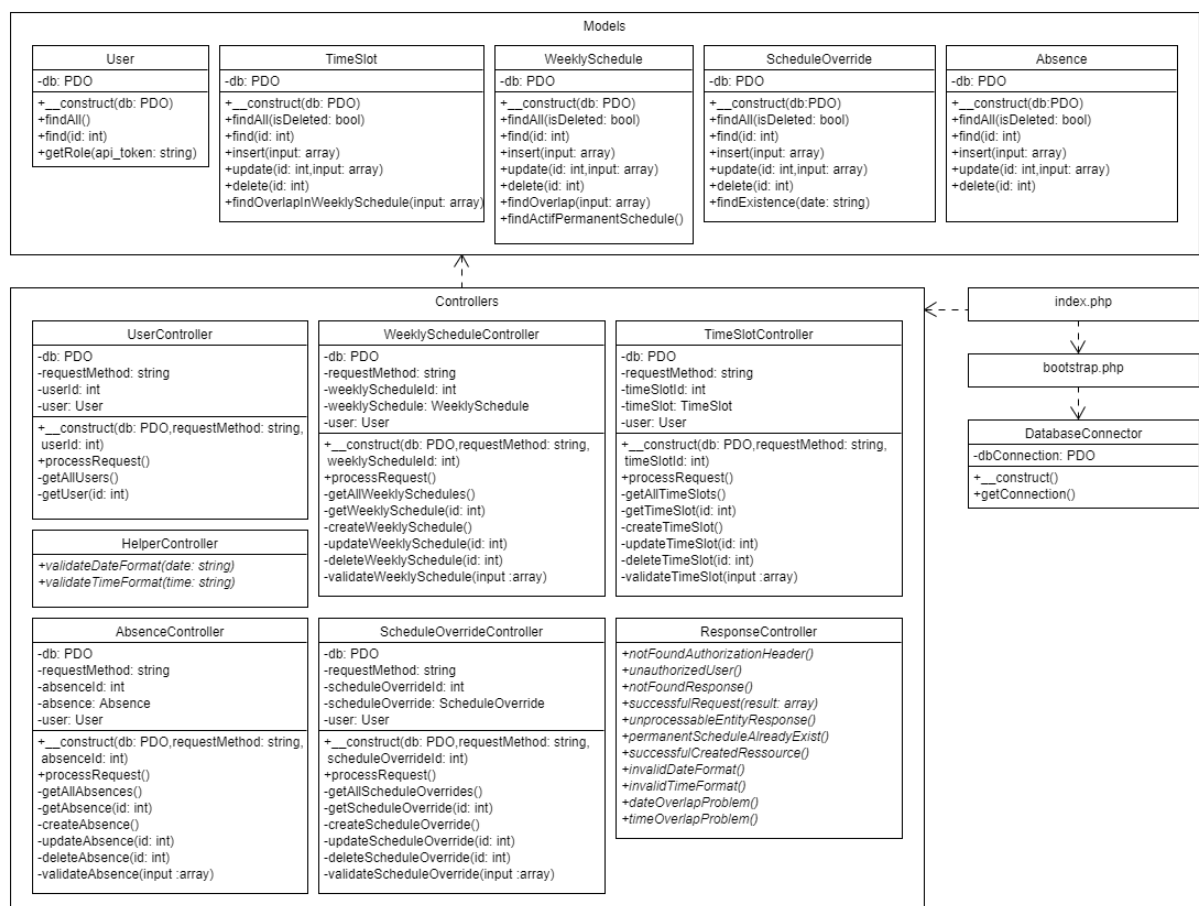 Models
User
-db: PDO
+__construct(db: PDO)
+findAll()
+find(id: int)
+getRole(api_token: string)
TimeSlot
-db: PDO
+__construct(db: PDO)
+findAll(isDeleted: bool)
+find(id: int)
+insert(input: array)
+update(id: int,input: array)
+delete(id: int)
+findOverlapInWeeklySchedule(input: array)
WeeklySchedule
-db: PDO
+__construct(db:PDO)
+findAll(isDeleted: bool)
+find(id: int)
+insert(input: array)
+update(id: int,input: array)
+delete(id: int)
+findOverlap(input: array)
+findActifPermanentSchedule()
ScheduleOverride
-db: PDO
+__construct(db:PDO)
+findAll(isDeleted: bool)
+find(id: int)
+insert(input: array)
+update(id: int,input: array)
+delete(id: int)
+findExistence(date: string)
Absence
-db: PDO
+__construct(db:PDO)
+findAll(isDeleted: bool)
+find(id: int)
+insert(input: array)
+update(id: int,input: array)
+delete(id: int)
Controllers
UserController
-db: PDO
-requestMethod: string
-userId: int
-user: User
+__construct(db: PDO,requestMethod: string,
userId: int)
+processRequest()
-getAllUsers()
-getUser(id: int)
WeeklyScheduleController
-db: PDO
-requestMethod: string
-weeklyScheduleId: int
-weeklySchedule: WeeklySchedule
-user: User
+__construct(db: PDO,requestMethod: string,
weeklyScheduleId: int)
+processRequest()
-getAllWeeklySchedules()
-getWeeklySchedule(id: int)
-createWeeklySchedule()
-updateWeeklySchedule(id: int)
-deleteWeeklySchedule(id: int)
-validateWeeklySchedule(input :array)
TimeSlotController
-db: PDO
-requestMethod: string
-timeSlotId: int
-timeSlot: TimeSlot
-user: User
+__construct(db: PDO,requestMethod: string,
timeSlotId: int)
+processRequest()
-getAllTimeSlots()
-getTimeSlot(id: int)
-createTimeSlot()
-updateTimeSlot(id: int)
-deleteTimeSlot(id: int)
-validateTimeSlot(input :array)
index.php
bootstrap.php
DatabaseConnector
-dbConnection: PDO
+__construct()
+getConnection()
HelperController
+validateDateFormat(date: string)
+validateTimeFormat(time: string)
AbsenceController
-db: PDO
-requestMethod: string
-absenceId: int
-absence: Absence
-user: User
+__construct(db: PDO,requestMethod: string,
absenceId: int)
+processRequest()
-getAllAbsences()
-getAbsence(id: int)
-createAbsence()
-updateAbsence(id: int)
-deleteAbsence(id: int)
-validateAbsence(input :array)
ScheduleOverrideController
-db: PDO
-requestMethod: string
-scheduleOverrideId: int
-scheduleOverride: ScheduleOverride
-user: User
+__construct(db: PDO,requestMethod: string,
scheduleOverrideId: int)
+processRequest()
-getAllScheduleOverrides()
-getScheduleOverride(id: int)
-createScheduleOverride()
-updateScheduleOverride(id: int)
-deleteScheduleOverride(id: int)
-validateScheduleOverride(input :array)
ResponseController
+notFoundAuthorizationHeader()
+unauthorizedUser()
+notFoundResponse()
+successfulRequest(result: array)
+unprocessableEntityResponse()
+permanentScheduleAlreadyExist()
+successfulCreatedRessource()
+invalidDateFormat()
+invalidTimeFormat()
+dateOverlapProblem()
+timeOverlapProblem()